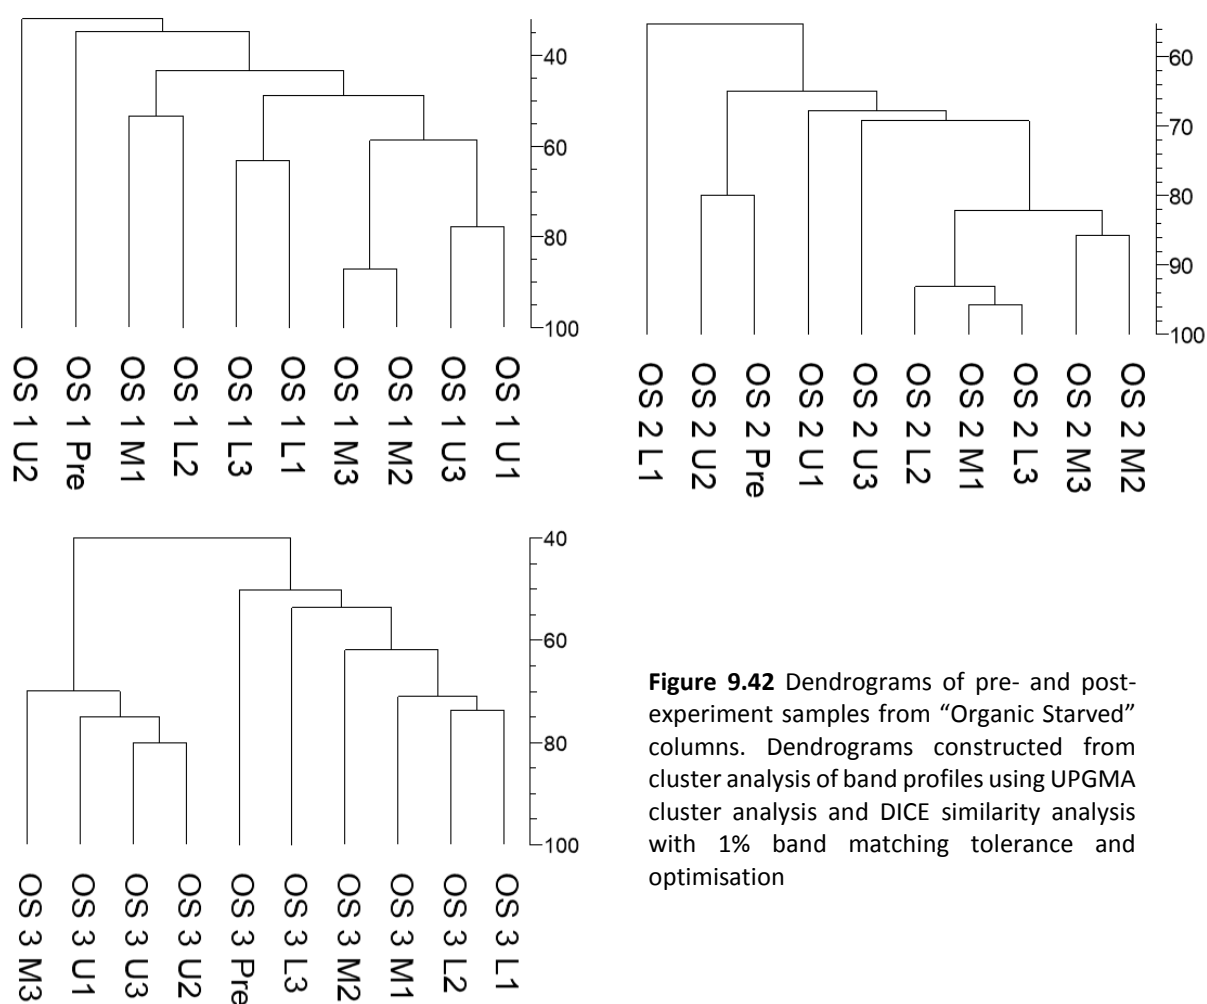 40
60
80
100
OS 1 U2
OS 1 Pre
OS 1 M1
OS 1 L2
OS 1 L3
OS 1 L1
OS 1 M3
OS 1 M2
OS 1 U3
OS 1 U1
60
70
80
90
100
OS 2 L1
OS 2 U2
OS 2 Pre
OS 2 U1
OS 2 U3
OS 2 L2
OS 2 M1
OS 2 L3
OS 2 M3
OS 2 M2
40
60
80
100
OS 3 M3
OS 3 U1
OS 3 U3
OS 3 U2
OS 3 Pre
OS 3 L3
OS 3 M2
OS 3 M1
OS 3 L2
OS 3 L1
Figure 9.42 Dendrograms of pre- and post-
experiment samples from “Organic Starved”
columns. Dendrograms constructed from
cluster analysis of band profiles using UPGMA
cluster analysis and DICE similarity analysis
with 1% band matching tolerance and
optimisation